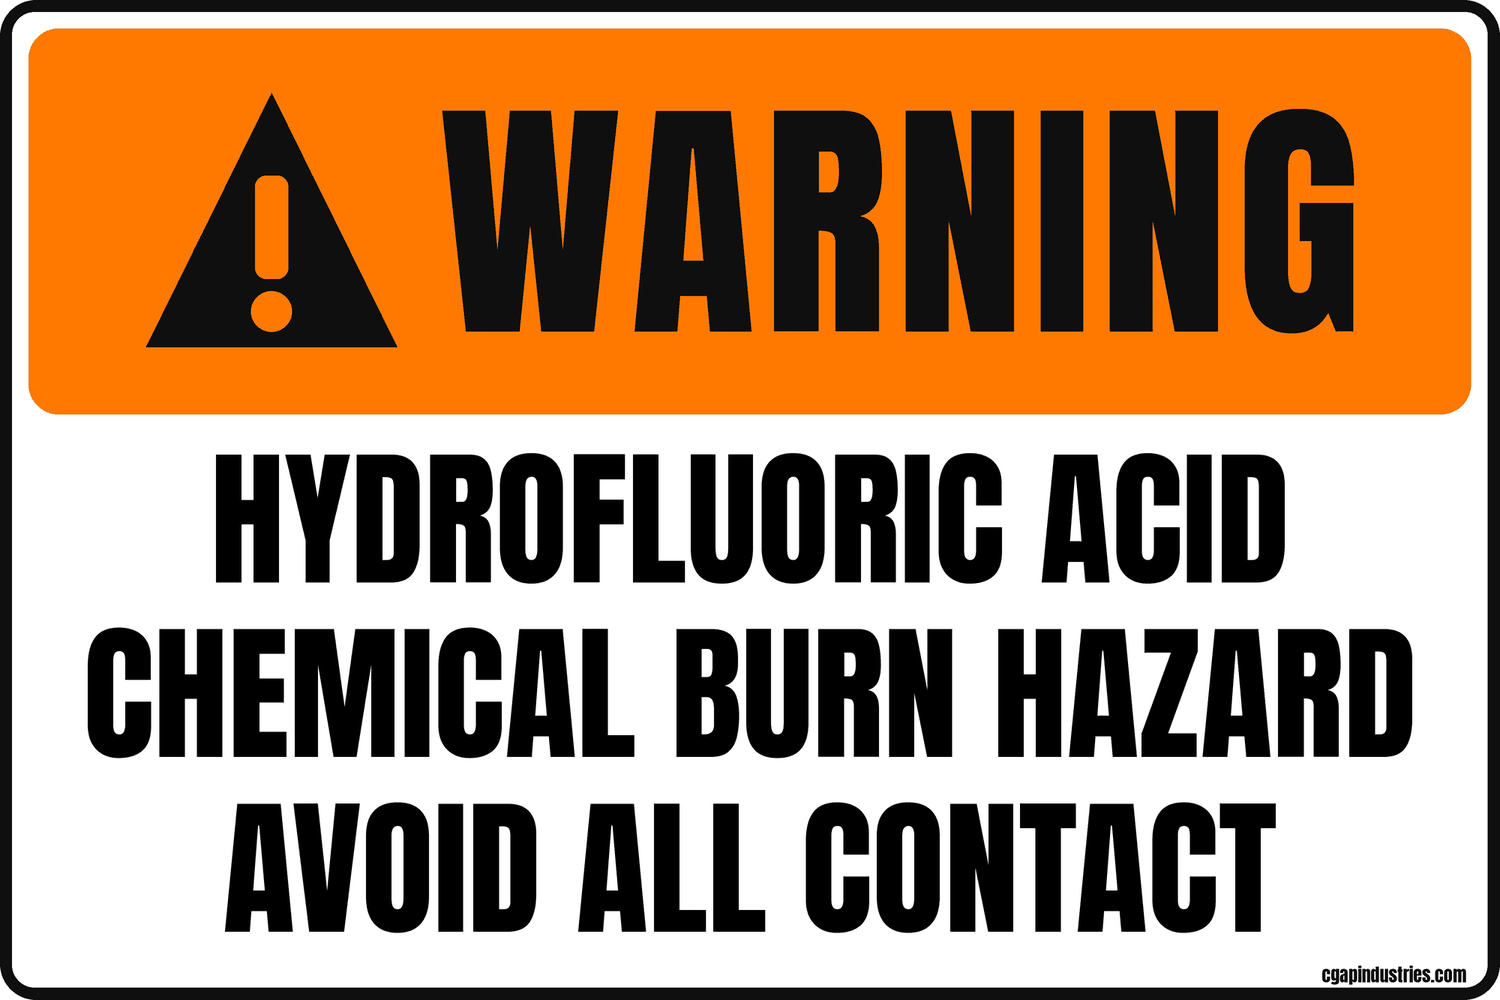 WARNING
HYDROFLUORIC ACID
CHEMICAL BURN HAZARD
AVOID ALL CONTACT
cgapindustries.com